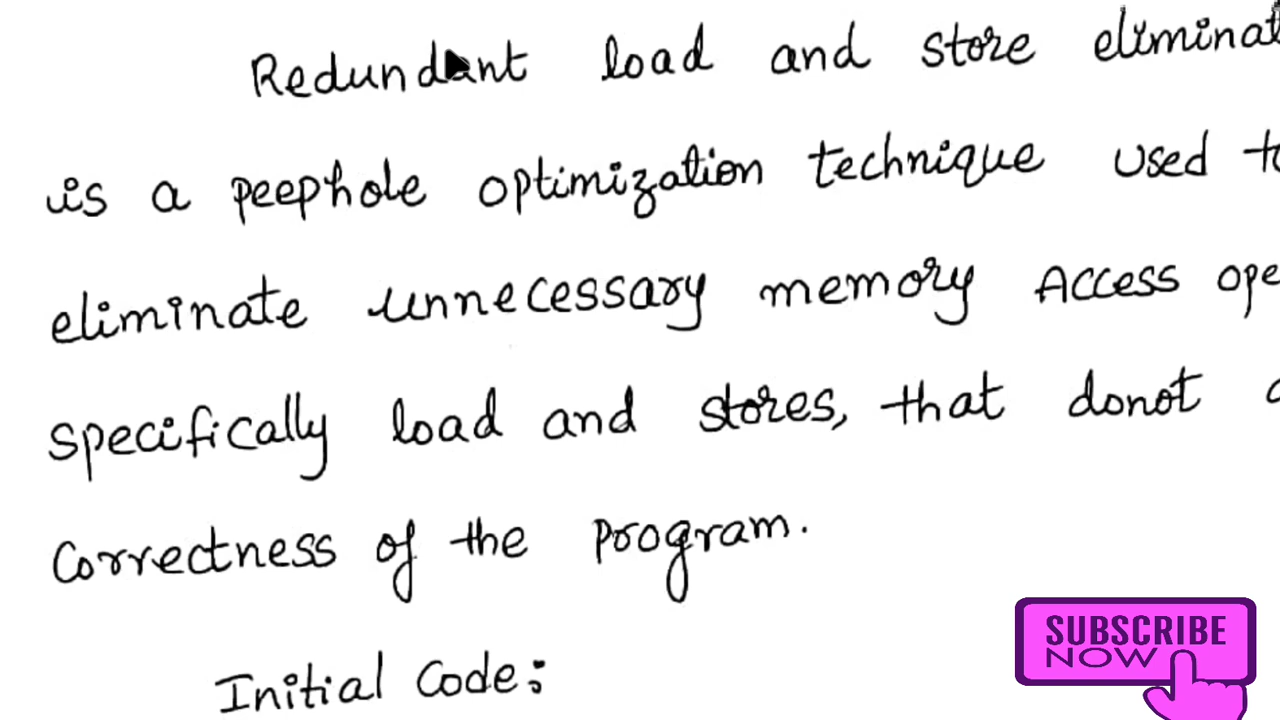 Redundant load and store eliminat
is a peephole optimization technique used to
eliminate unnecessary memory Access ope
specifically load and stores, that donot
Correctness of the program.
Initial Code:
SUBSCRIBE
NOW